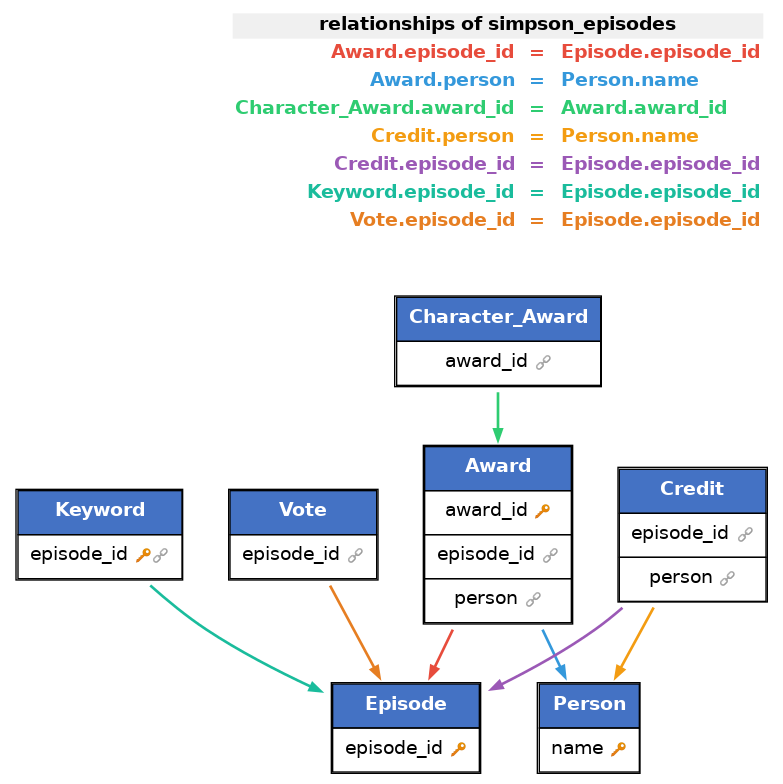 relationships of simpson_episodes
Award.episode_id = Episode.episode_id
Award.person = Person.name
Character_Award.award_id = Award.award_id
Credit.person = Person.name
Credit.episode_id = Episode.episode_id
Keyword.episode_id = Episode.episode_id
Vote.episode_id = Episode.episode_id
Character_Award
award_id
Keyword
episode_id
Vote
episode_id
Award
award_id
episode_id
person
Credit
episode_id
person
Episode
episode_id
Person
name